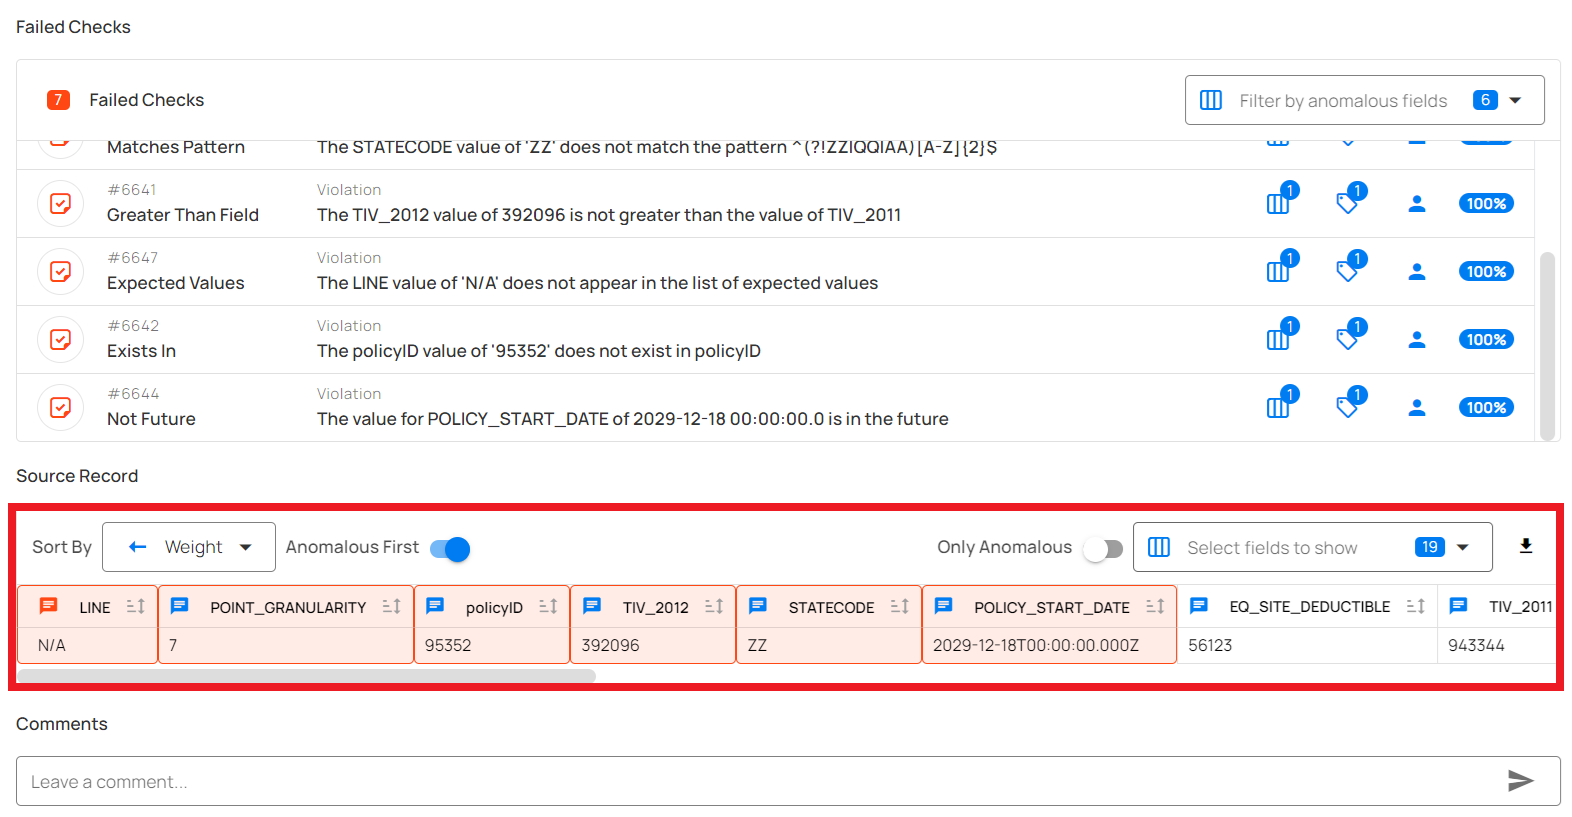 Failed Checks
7 Failed Checks Filter by anomalous fields 6
Matches Pattern The STATECODE value of 'ZZ' does not match the pattern ^(?!ZZ|QQ|AA)[A-Z]{2}$
#6641 Violation 1 1
Greater Than Field The TIV_2012 value of 392096 is not greater than the value of TIV_2011 100%
#6647 Violation 1 1
Expected Values The LINE value of 'N/A' does not appear in the list of expected values 100%
#6642 Violation 1 1
Exists In The policyID value of '95352' does not exist in policyID 100%
#6644 Violation 1 1
Not Future The value for POLICY_START_DATE of 2029-12-18 00:00:00.0 is in the future 100%
Source Record
Sort By Weight Anomalous First Only Anomalous Select fields to show 19
LINE POINT_GRANULARITY policyID TIV_2012 STATECODE POLICY_START_DATE EQ_SITE_DEDUCTIBLE TIV_2011
N/A 7 95352 392096 ZZ 2029-12-18T00:00:00.000Z 56123 943344
Comments
Leave a comment...